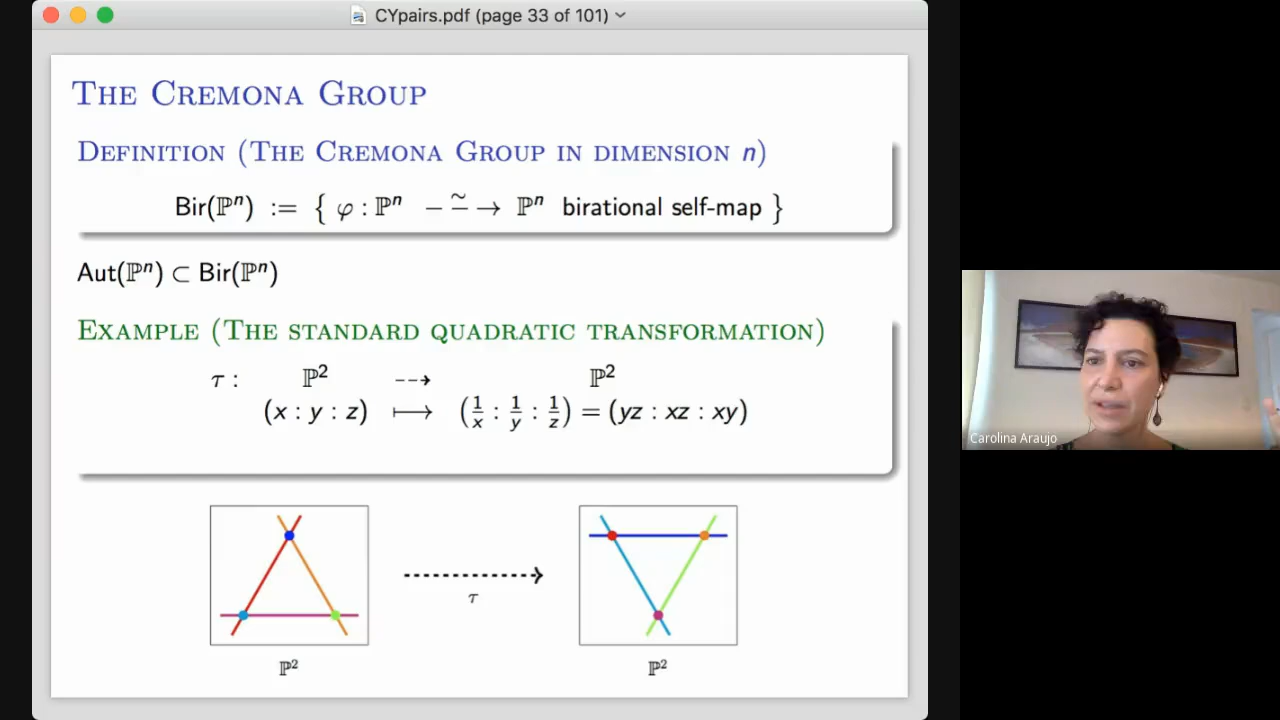 CYpairs.pdf (page 33 of 101)
The Cremona Group
Definition (The Cremona Group in dimension n)
Bir(ℙⁿ) := { φ : ℙⁿ −∼→ ℙⁿ birational self-map }
Aut(ℙⁿ) ⊂ Bir(ℙⁿ)
Example (The standard quadratic transformation)
τ : ℙ² ⇢ ℙ²
(x : y : z) ⟼ (1/x : 1/y : 1/z) = (yz : xz : xy)
τ
ℙ² ℙ²
Carolina Araujo